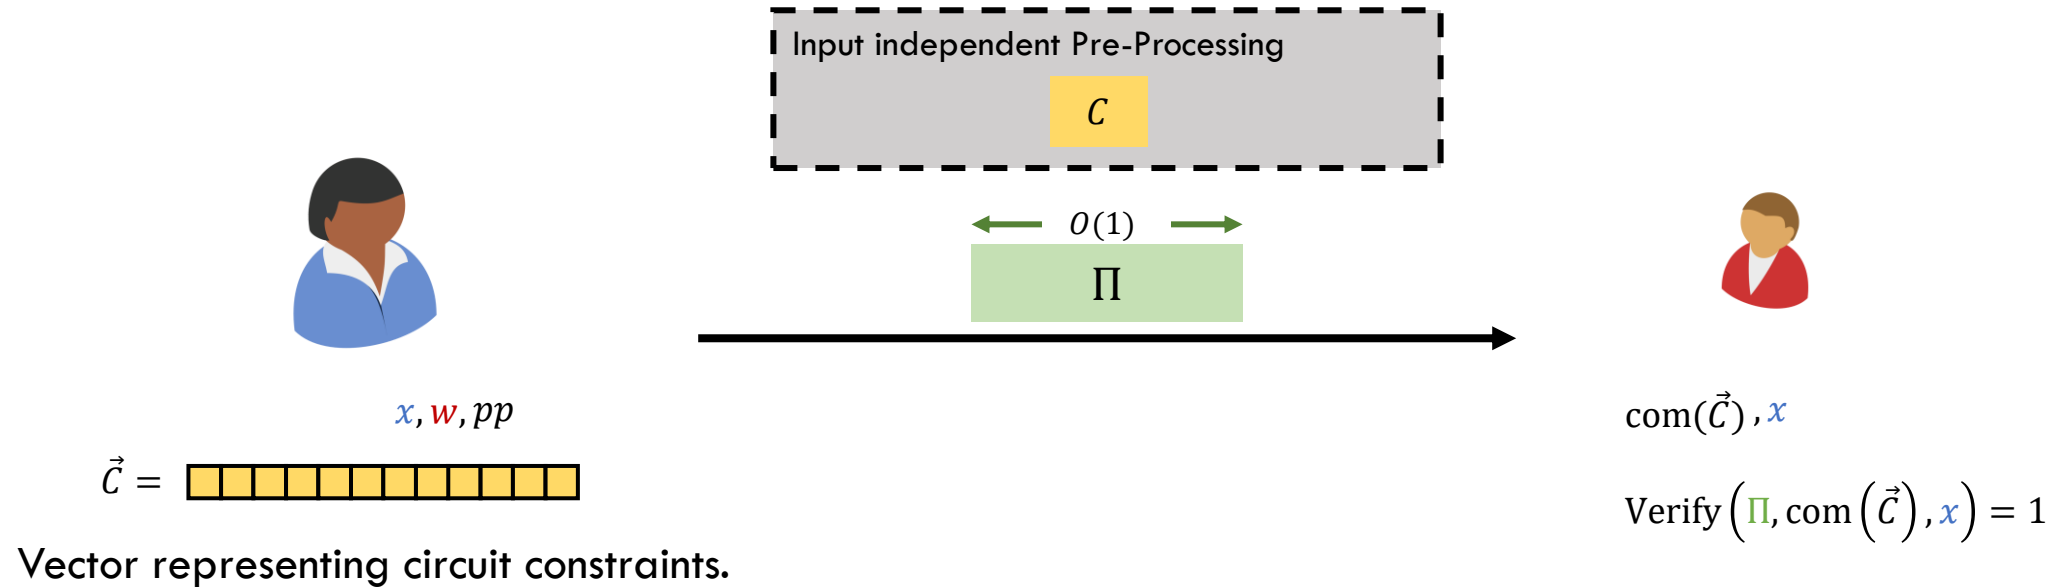 Input independent Pre-Processing
C
O(1)
Π
x, w, pp
com(C⃗), x
C⃗ =
Verify(Π, com(C⃗), x) = 1
Vector representing circuit constraints.